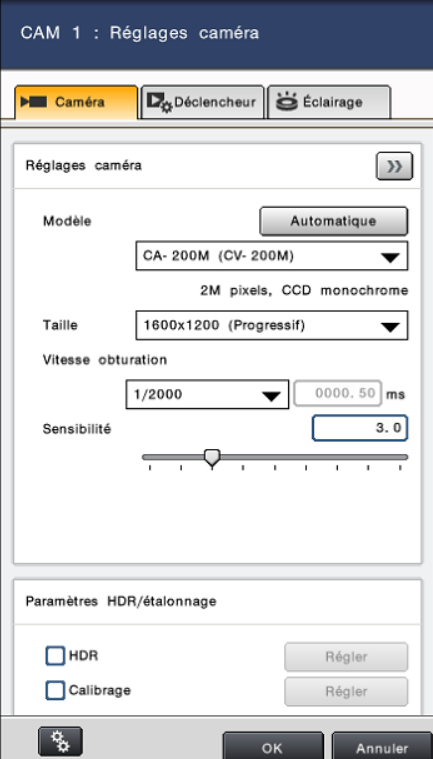 CAM 1 : Réglages caméra
Caméra Déclencheur Éclairage
Réglages caméra
Modèle Automatique
CA- 200M (CV- 200M)
2M pixels, CCD monochrome
Taille 1600x1200 (Progressif)
Vitesse obturation
1/2000 0000. 50 ms
Sensibilité 3. 0
Paramètres HDR/étalonnage
HDR Régler
Calibrage Régler
OK Annuler